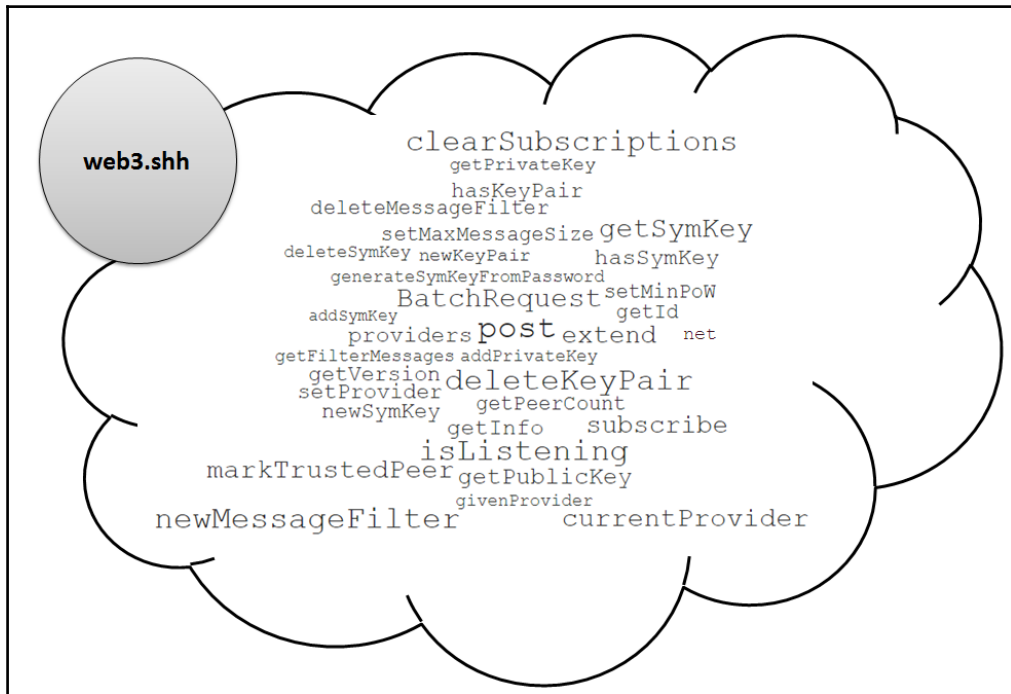 web3.shh
clearSubscriptions
getPrivateKey
hasKeyPair
deleteMessageFilter
setMaxMessageSize getSymKey
deleteSymKey newKeyPair hasSymKey
generateSymKeyFromPassword
BatchRequest setMinPoW
addSymKey getId
providers post extend net
getFilterMessages addPrivateKey
getVersion deleteKeyPair
setProvider
newSymKey getPeerCount
getInfo subscribe
isListening
markTrustedPeer getPublicKey
givenProvider
newMessageFilter currentProvider